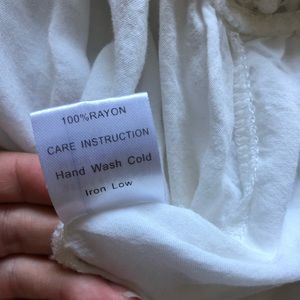 100%RAYON
CARE INSTRUCTION
Hand Wash Cold
Iron Low